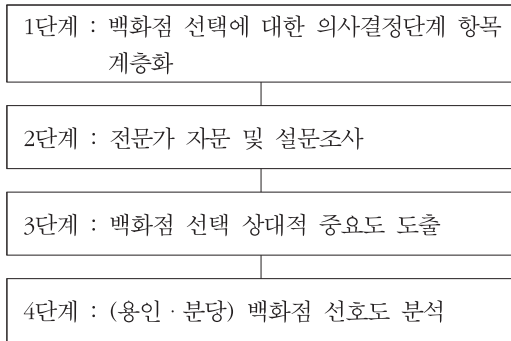 1단계 : 백화점 선택에 대한 의사결정단계 항목
계층화
2단계 : 전문가 자문 및 설문조사
3단계 : 백화점 선택 상대적 중요도 도출
4단계 : (용인 · 분당) 백화점 선호도 분석